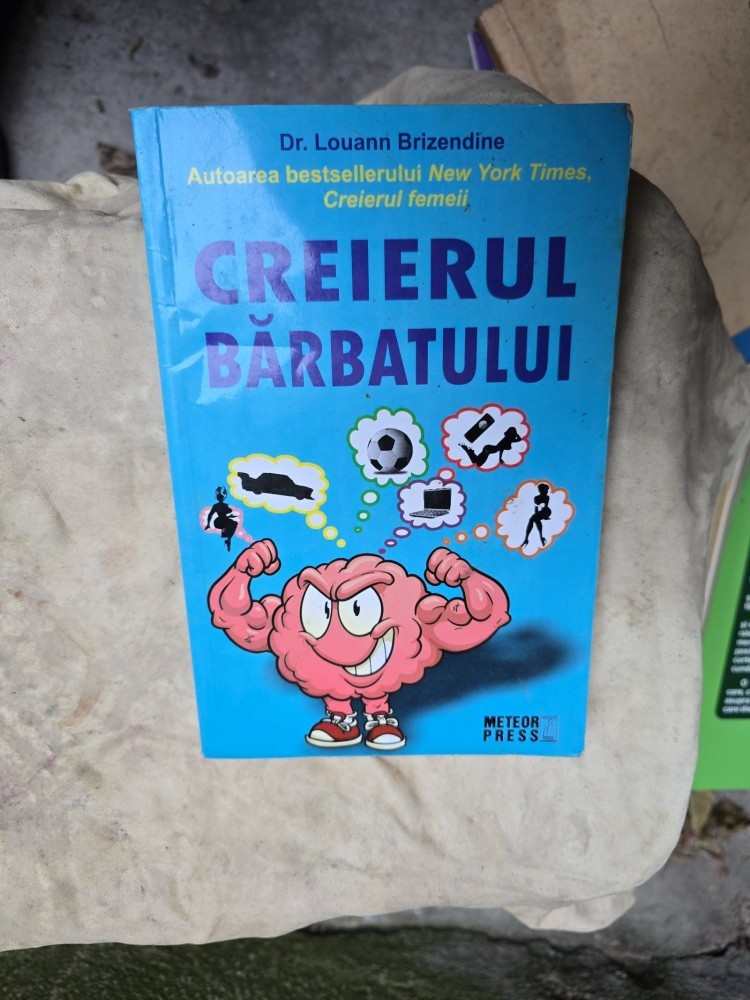 Dr. Louann Brizendine
Autoarea bestsellerului New York Times,
Creierul femeii
CREIERUL
BĂRBATULUI
METEOR
PRESS